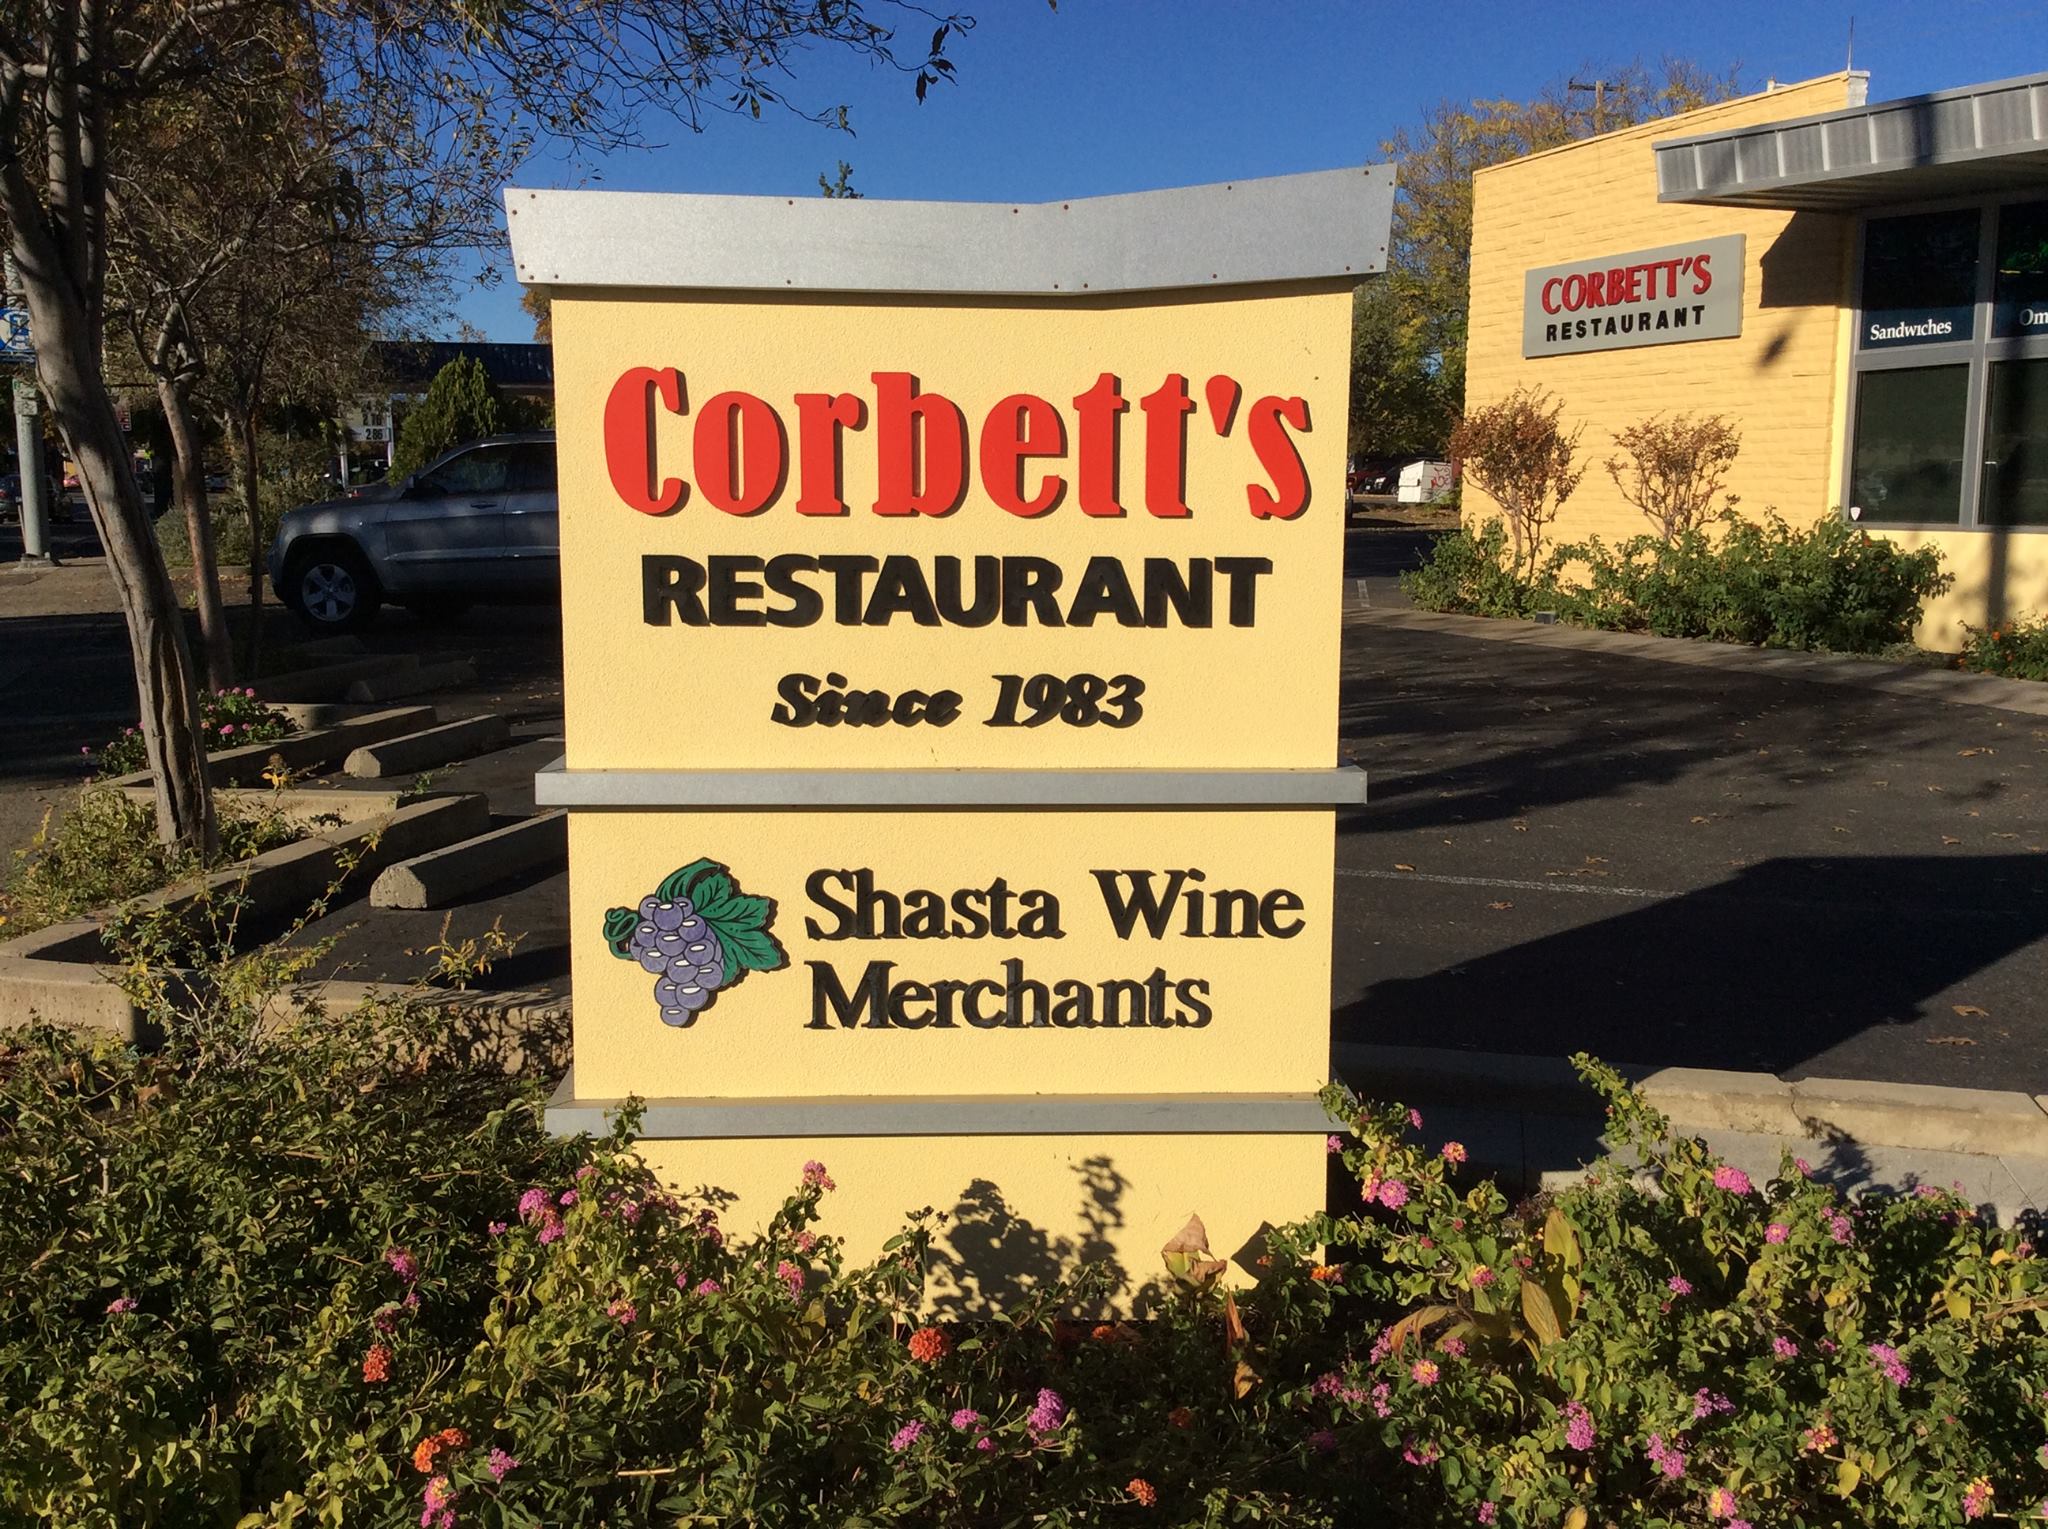 Corbett's
RESTAURANT
Since 1983
Shasta Wine
Merchants
CORBETT'S
RESTAURANT
Sandwiches